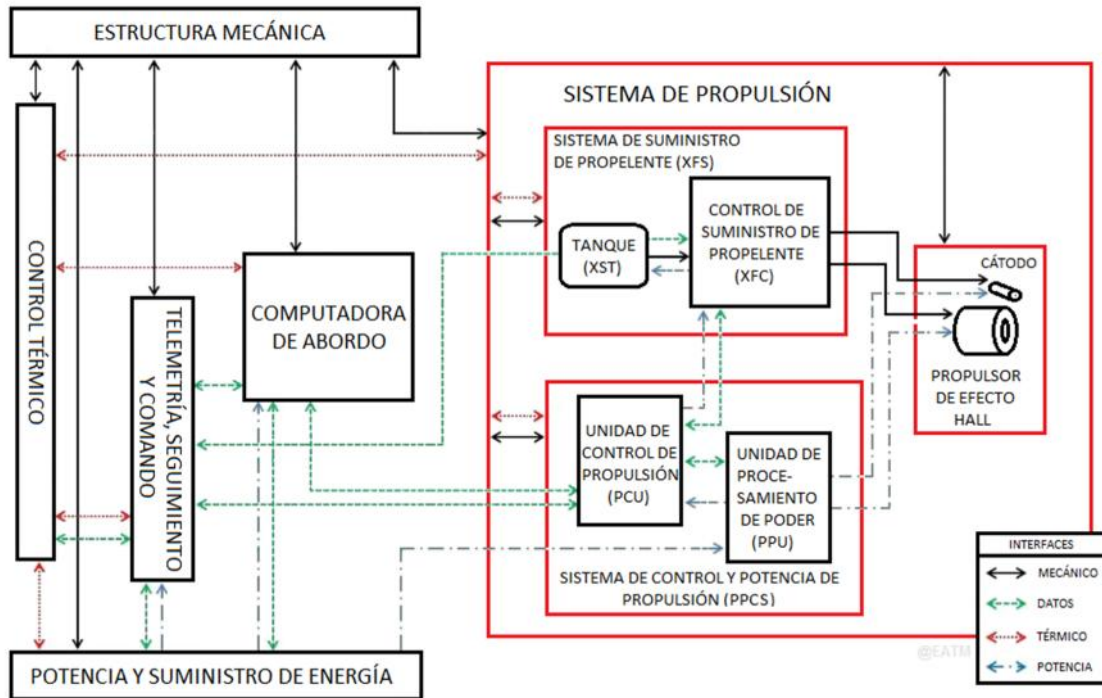 ESTRUCTURA MECÁNICA
SISTEMA DE PROPULSIÓN
SISTEMA DE SUMINISTRO
DE PROPELENTE (XFS)
TANQUE
(XST)
CONTROL DE
SUMINISTRO DE
PROPELENTE
(XFC)
CÁTODO
PROPULSOR
DE EFECTO
HALL
CONTROL TÉRMICO
TELEMETRÍA, SEGUIMIENTO
Y COMANDO
COMPUTADORA
DE ABORDO
UNIDAD DE
CONTROL DE
PROPULSIÓN
(PCU)
UNIDAD
DE PROCE-
SAMIENTO
DE PODER
(PPU)
SISTEMA DE CONTROL Y POTENCIA DE
PROPULSIÓN (PPCS)
POTENCIA Y SUMINISTRO DE ENERGÍA
INTERFACES
MECÁNICO
DATOS
TÉRMICO
POTENCIA
@EATM